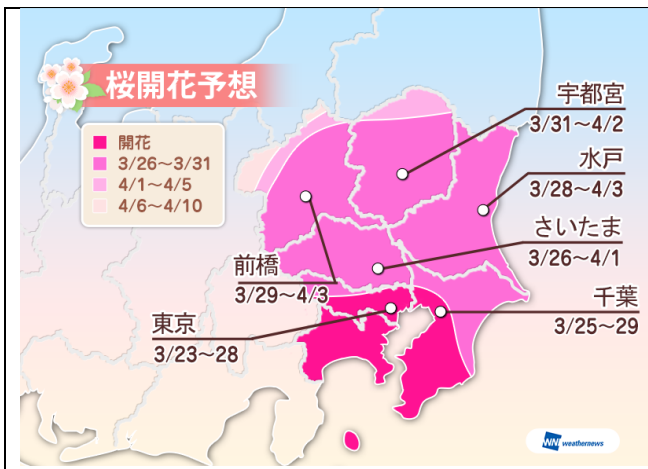 桜開花予想
開花
3/26～3/31
4/1～4/5
4/6～4/10
宇都宮
3/31～4/2
水戸
3/28～4/3
さいたま
3/26～4/1
前橋
3/29～4/3
千葉
3/25～29
東京
3/23～28
WNI weathernews